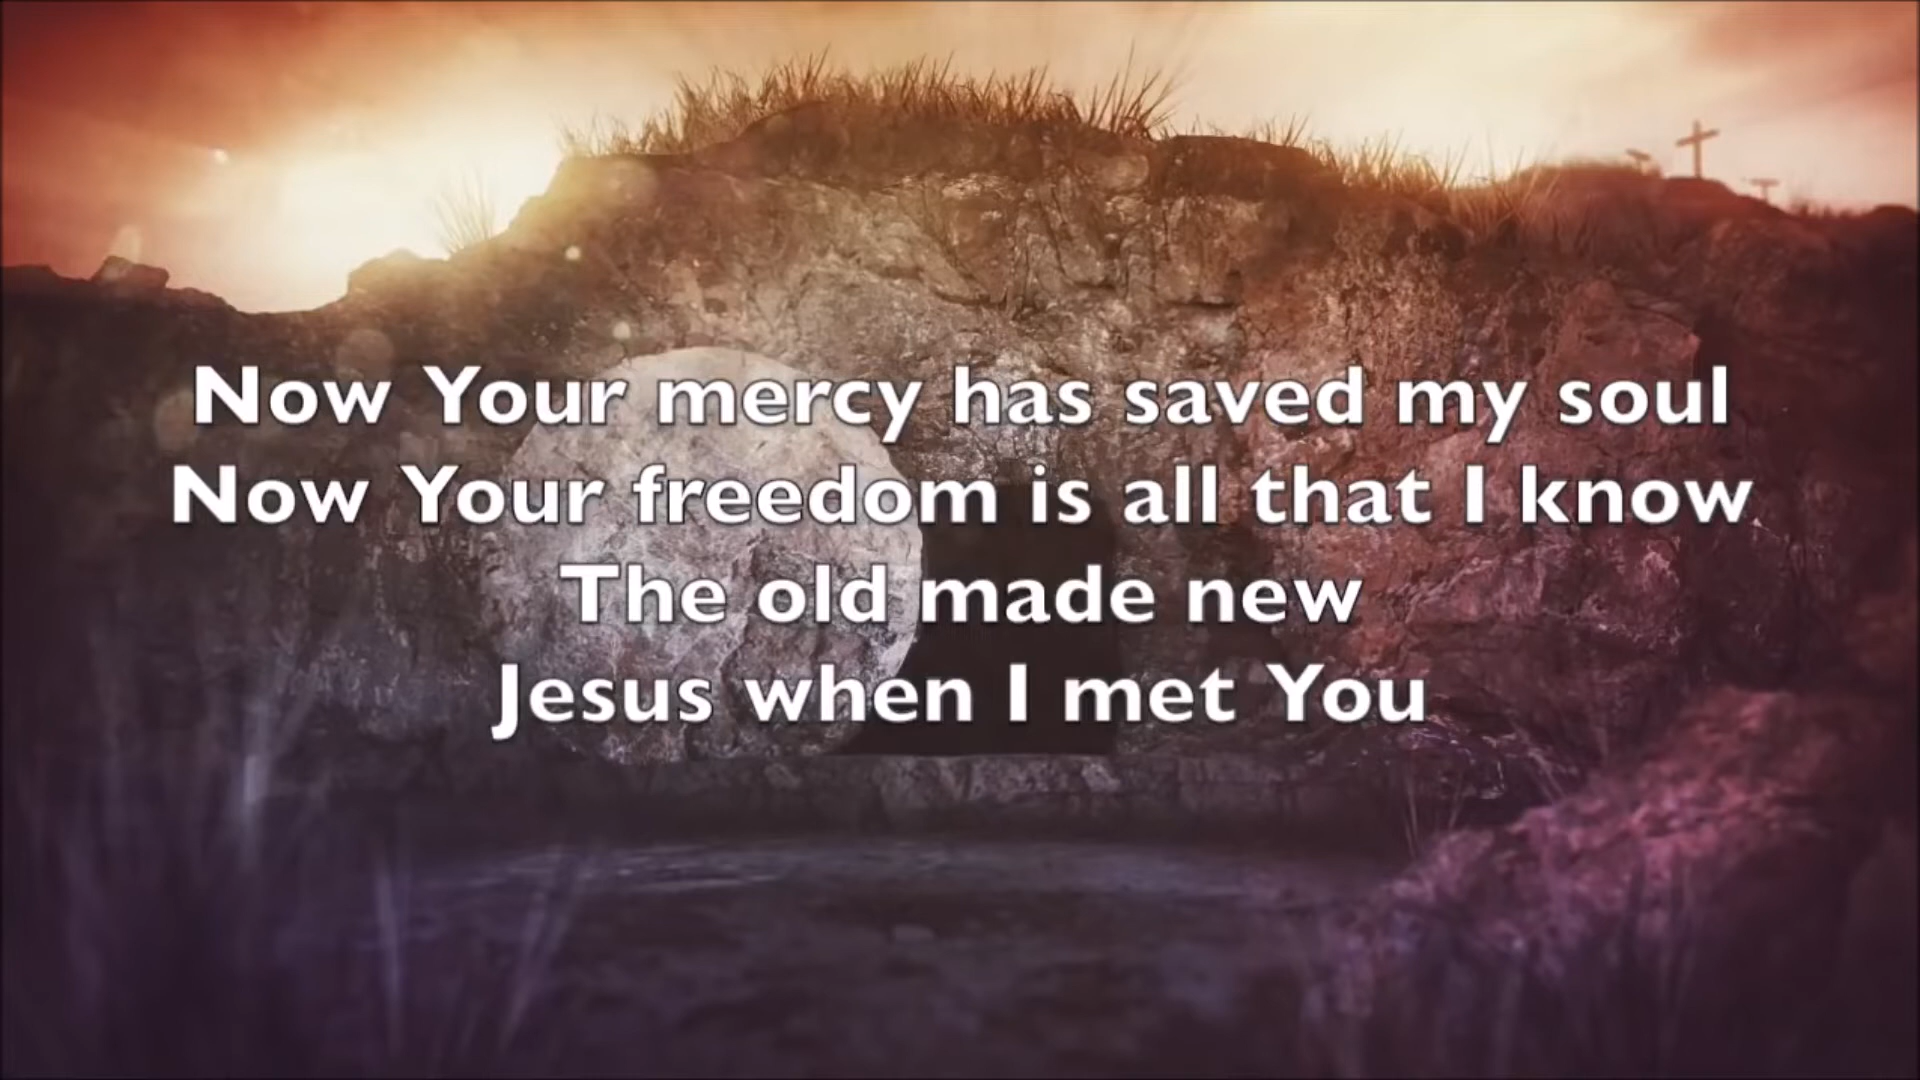 Now Your mercy has saved my soul
Now Your freedom is all that I know
The old made new
Jesus when I met You